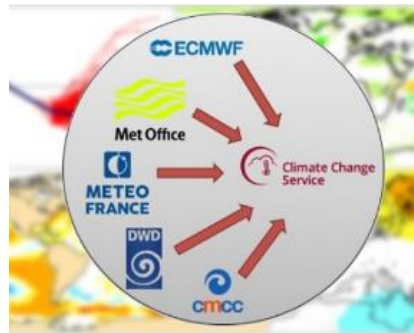 ECMWF
Met Office
Climate Change
Service
METEO
FRANCE
DWD
cmcc